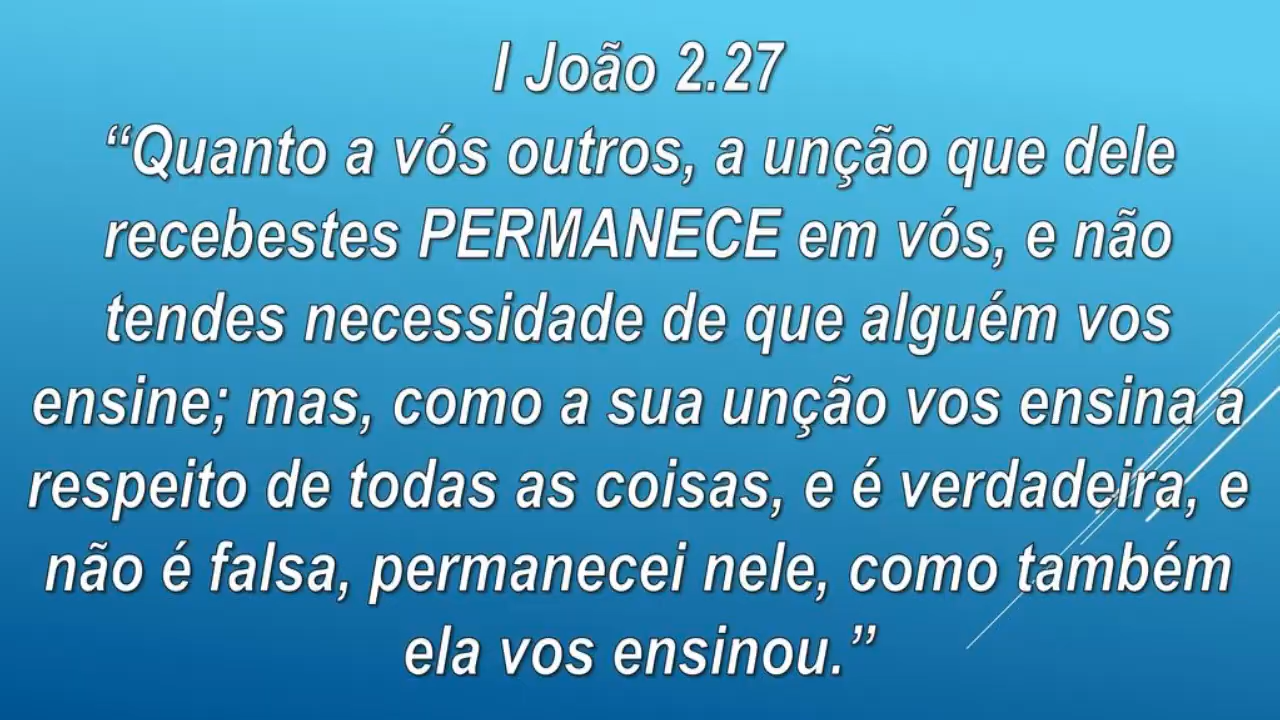 I João 2.27
“Quanto a vós outros, a unção que dele
recebestes PERMANECE em vós, e não
tendes necessidade de que alguém vos
ensine; mas, como a sua unção vos ensina a
respeito de todas as coisas, e é verdadeira, e
não é falsa, permanecei nele, como também
ela vos ensinou.”